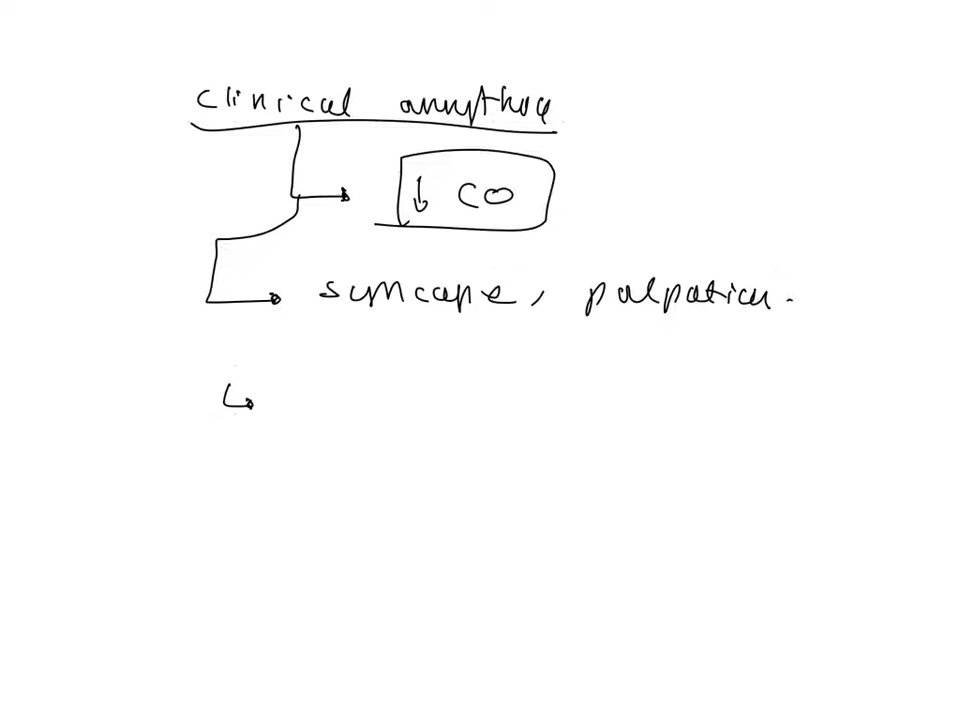 clinical arrythmia
↓ CO
syncope, palpation.